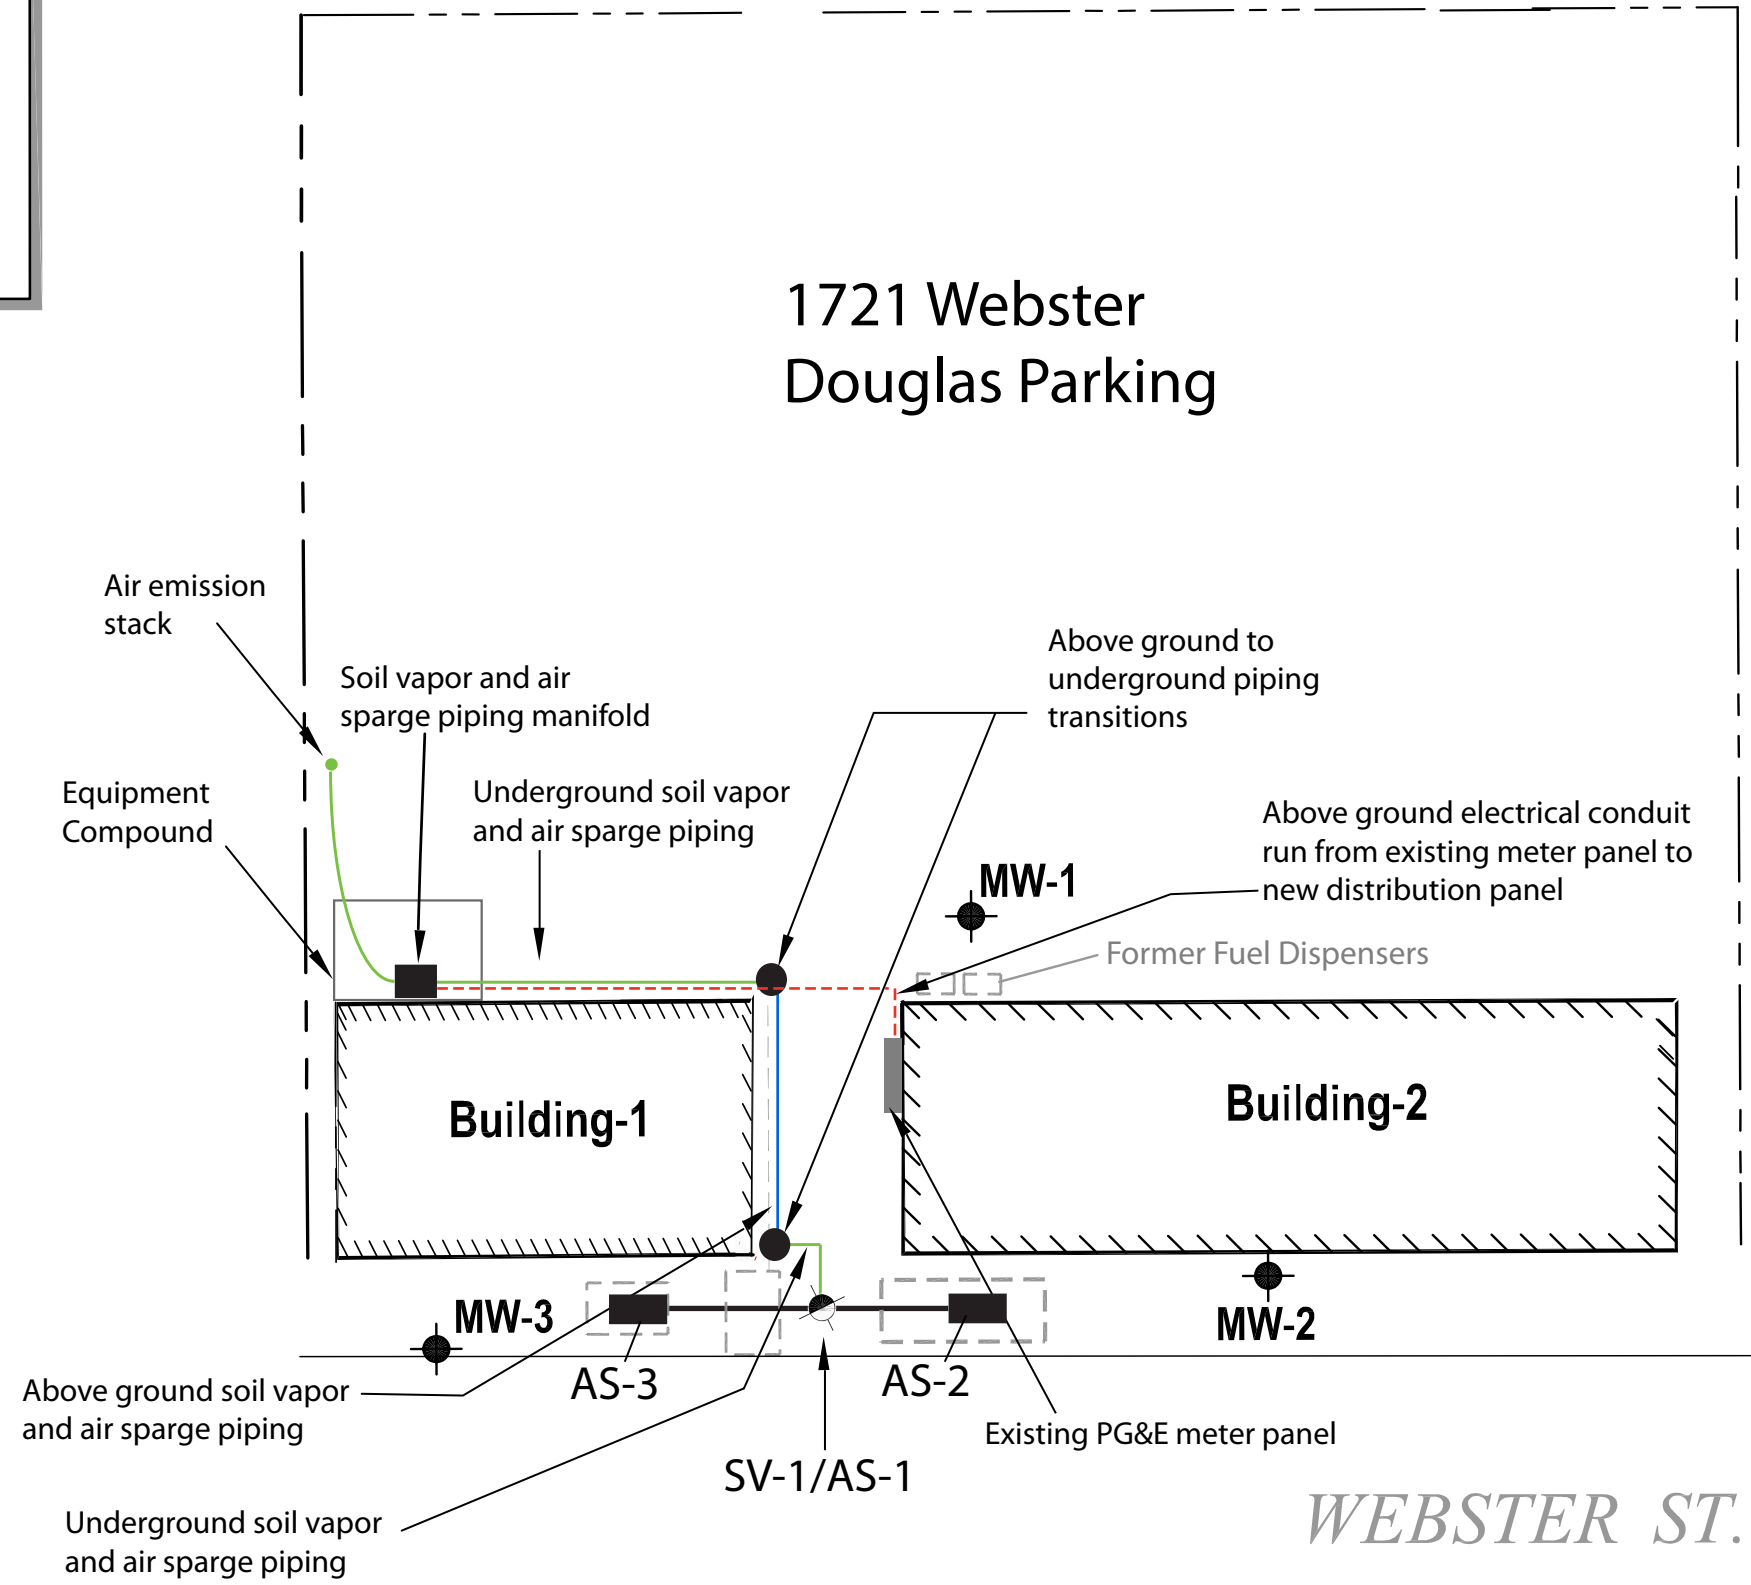 1721 Webster
Douglas Parking
Air emission
stack
Soil vapor and air
sparge piping manifold
Above ground to
underground piping
transitions
Equipment
Compound
Underground soil vapor
and air sparge piping
Above ground electrical conduit
run from existing meter panel to
new distribution panel
MW-1
Former Fuel Dispensers
Building-1
Building-2
MW-3
MW-2
AS-3
AS-2
Above ground soil vapor
and air sparge piping
Existing PG&E meter panel
SV-1/AS-1
WEBSTER ST.
Underground soil vapor
and air sparge piping